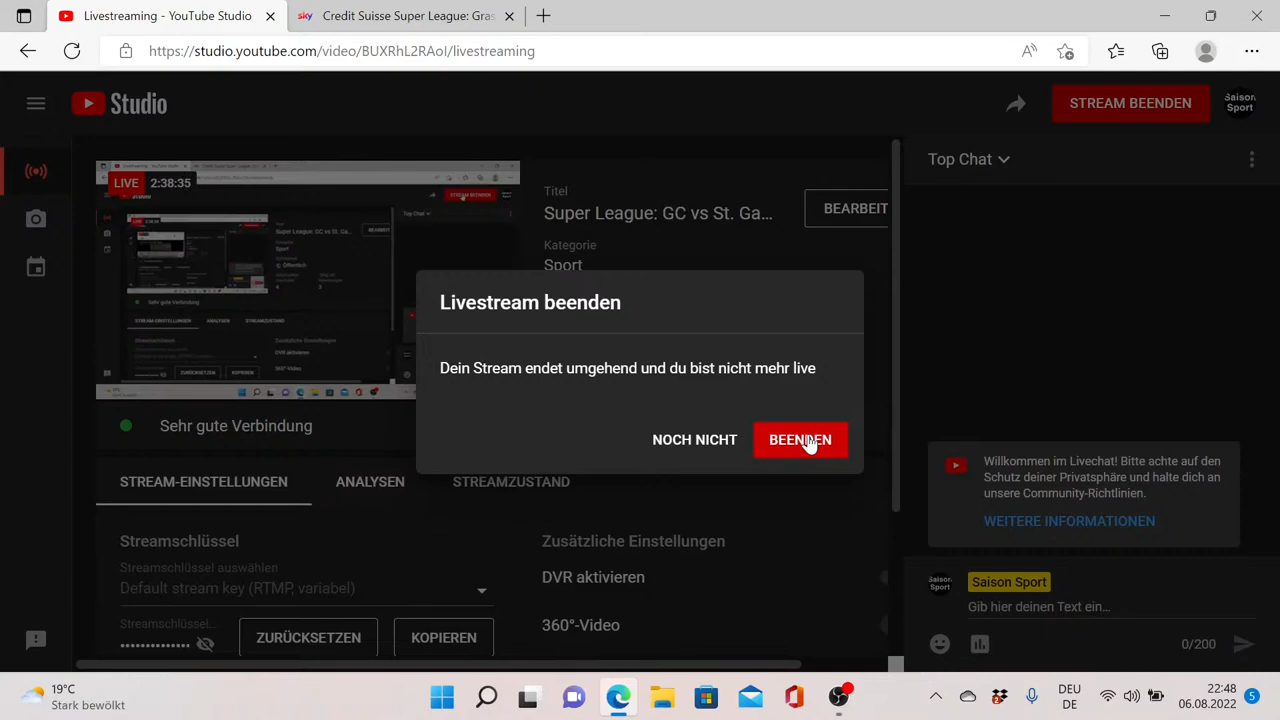 Livestreaming - YouTube Studio
Credit Suisse Super League: Gras
https://studio.youtube.com/video/BUXRhL2RAoI/livestreaming
Studio
STREAM BEENDEN
Saison Sport
LIVE 2:38:35
Titel
Super League: GC vs St. Ga...
BEARBEIT
Kategorie
Sport
Top Chat
Livestream beenden
Dein Stream endet umgehend und du bist nicht mehr live
NOCH NICHT
BEENDEN
Sehr gute Verbindung
STREAM-EINSTELLUNGEN
ANALYSEN
STREAMZUSTAND
Streamschlüssel
Streamschlüssel auswählen
Default stream key (RTMP, variabel)
Streamschlüssel...
ZURÜCKSETZEN
KOPIEREN
Zusätzliche Einstellungen
DVR aktivieren
360°-Video
Willkommen im Livechat! Bitte achte auf den
Schutz deiner Privatsphäre und halte dich an
unsere Community-Richtlinien.
WEITERE INFORMATIONEN
Saison Sport
Saison Sport
Gib hier deinen Text ein...
0/200
19°C
Stark bewölkt
DEU
DE
22:48
06.08.2022
5